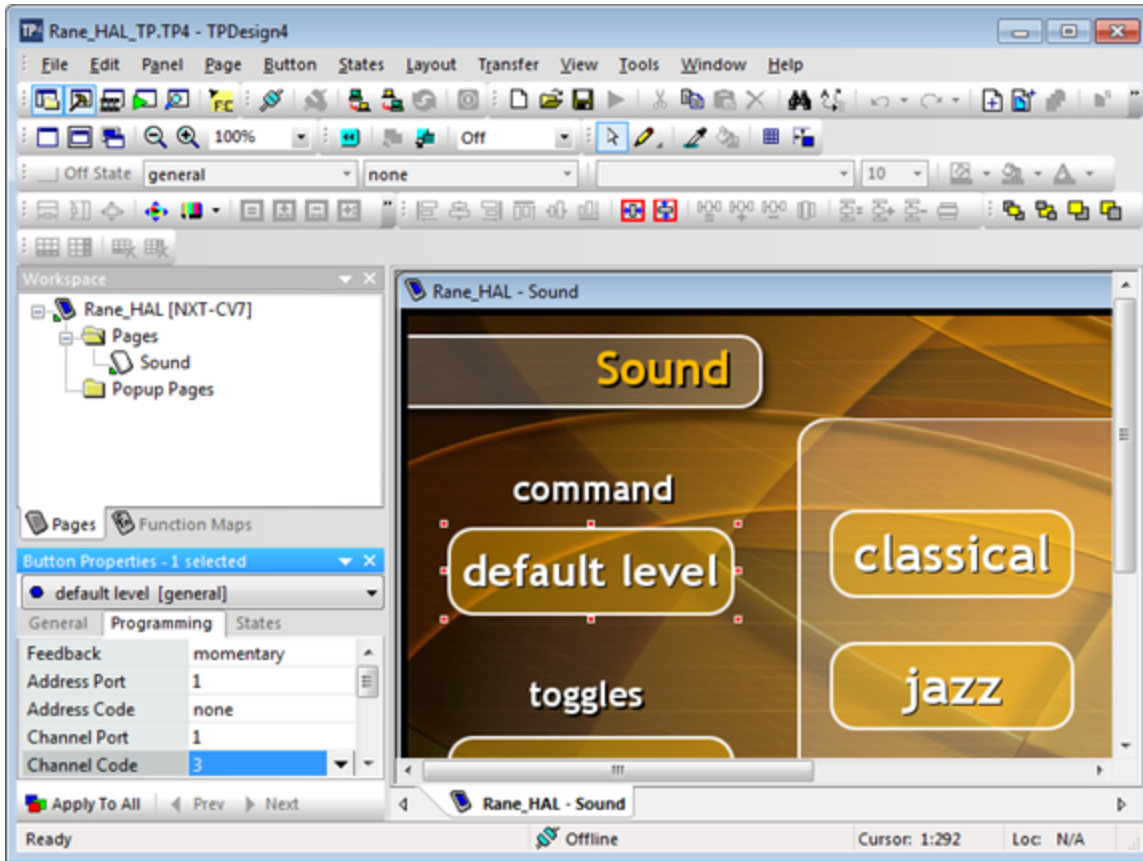 Rane_HAL_TP.TP4 - TPDesign4
File Edit Panel Page Button States Layout Transfer View Tools Window Help
100% Off
Off State general none 10
Workspace
Rane_HAL [NXT-CV7]
Pages
Sound
Popup Pages
Pages Function Maps
Button Properties - 1 selected
default level [general]
General Programming States
Feedback momentary
Address Port 1
Address Code none
Channel Port 1
Channel Code 3
Apply To All Prev Next
Rane_HAL - Sound
Sound
command
default level
classical
toggles
jazz
Rane_HAL - Sound
Ready Offline Cursor: 1:292 Loc: N/A